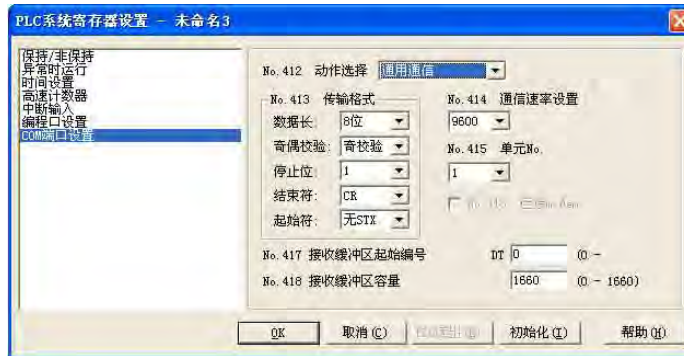 PLC系统寄存器设置 - 未命名3
保持/非保持
异常时运行
时间设置
高速计数器
中断输入
编程口设置
COM端口设置
No.412 动作选择 通用通信
No.413 传输格式
数据长: 8位
奇偶校验: 奇校验
停止位: 1
结束符: CR
起始符: 无STX
No.414 通信速率设置
9600
No.415 单元No.
1
No.417 接收缓冲区起始编号 DT 0 (0 -
No.418 接收缓冲区容量 1660 (0 - 1660)
OK 取消(C) 初始化(I) 帮助(H)